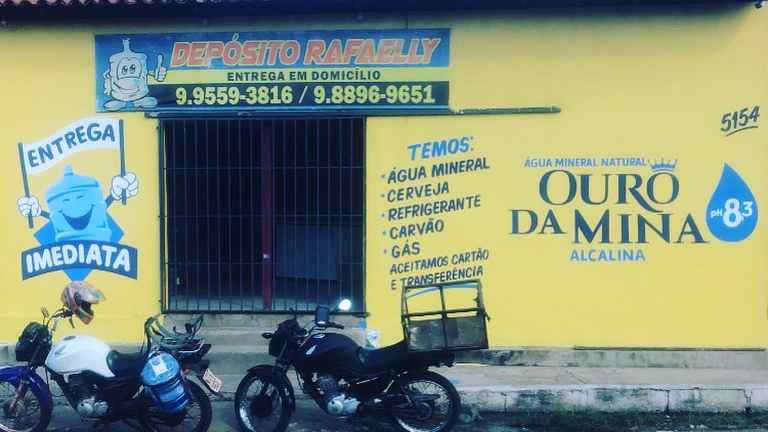 DEPÓSITO RAFAELLY
ENTREGA EM DOMICÍLIO
9.9559-3816 / 9.8896-9651
ENTREGA
IMEDIATA
TEMOS:
• ÁGUA MINERAL
• CERVEJA
• REFRIGERANTE
• CARVÃO
• GÁS
ACEITAMOS CARTÃO
E TRANSFERÊNCIA
5154
ÁGUA MINERAL NATURAL
OURO
DA MINA
ALCALINA
pH 8,3